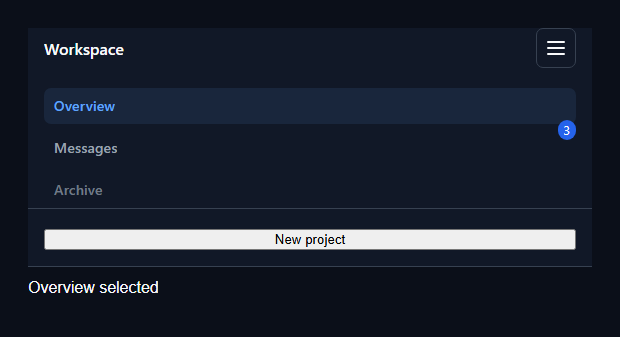 Workspace
Overview
3
Messages
Archive
New project
Overview selected